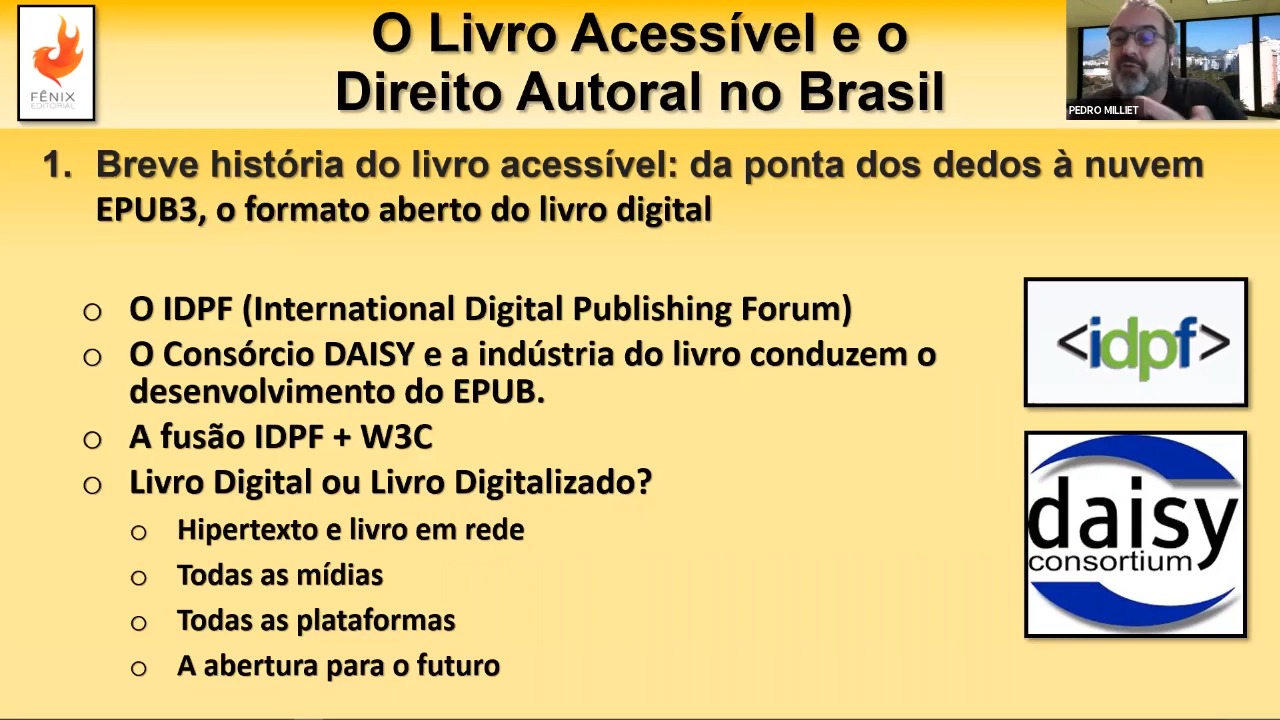 O Livro Acessível e o
Direito Autoral no Brasil
FÊNIX
EDITORIAL
PEDRO MILLIET
1. Breve história do livro acessível: da ponta dos dedos à nuvem
EPUB3, o formato aberto do livro digital
o O IDPF (International Digital Publishing Forum)
o O Consórcio DAISY e a indústria do livro conduzem o
desenvolvimento do EPUB.
o A fusão IDPF + W3C
o Livro Digital ou Livro Digitalizado?
o Hipertexto e livro em rede
o Todas as mídias
o Todas as plataformas
o A abertura para o futuro
<idpf>
daisy
consortium